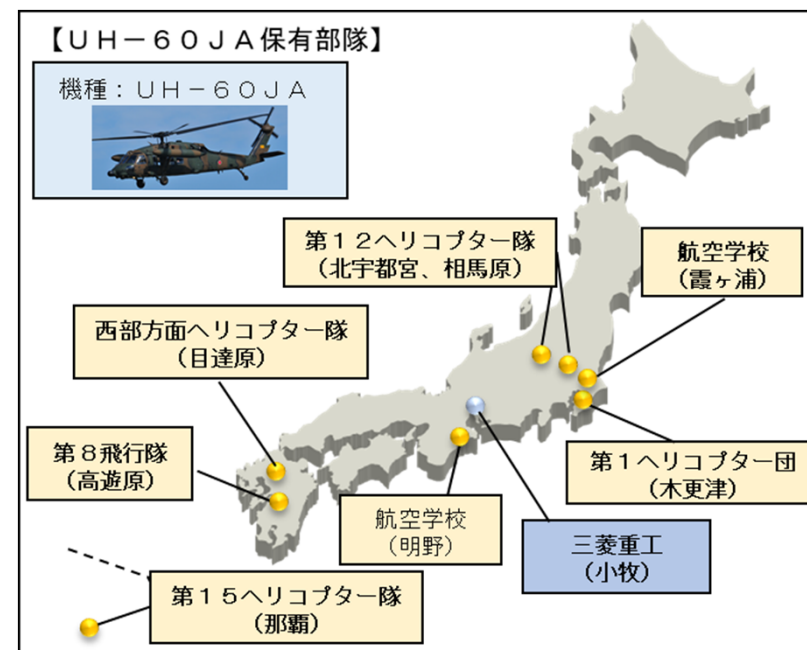 【ＵＨ－６０ＪＡ保有部隊】
機種：ＵＨ－６０ＪＡ
第１２ヘリコプター隊
（北宇都宮、相馬原）
航空学校
（霞ヶ浦）
西部方面ヘリコプター隊
（目達原）
第８飛行隊
（高遊原）
第１ヘリコプター団
（木更津）
航空学校
（明野）
三菱重工
（小牧）
第１５ヘリコプター隊
（那覇）